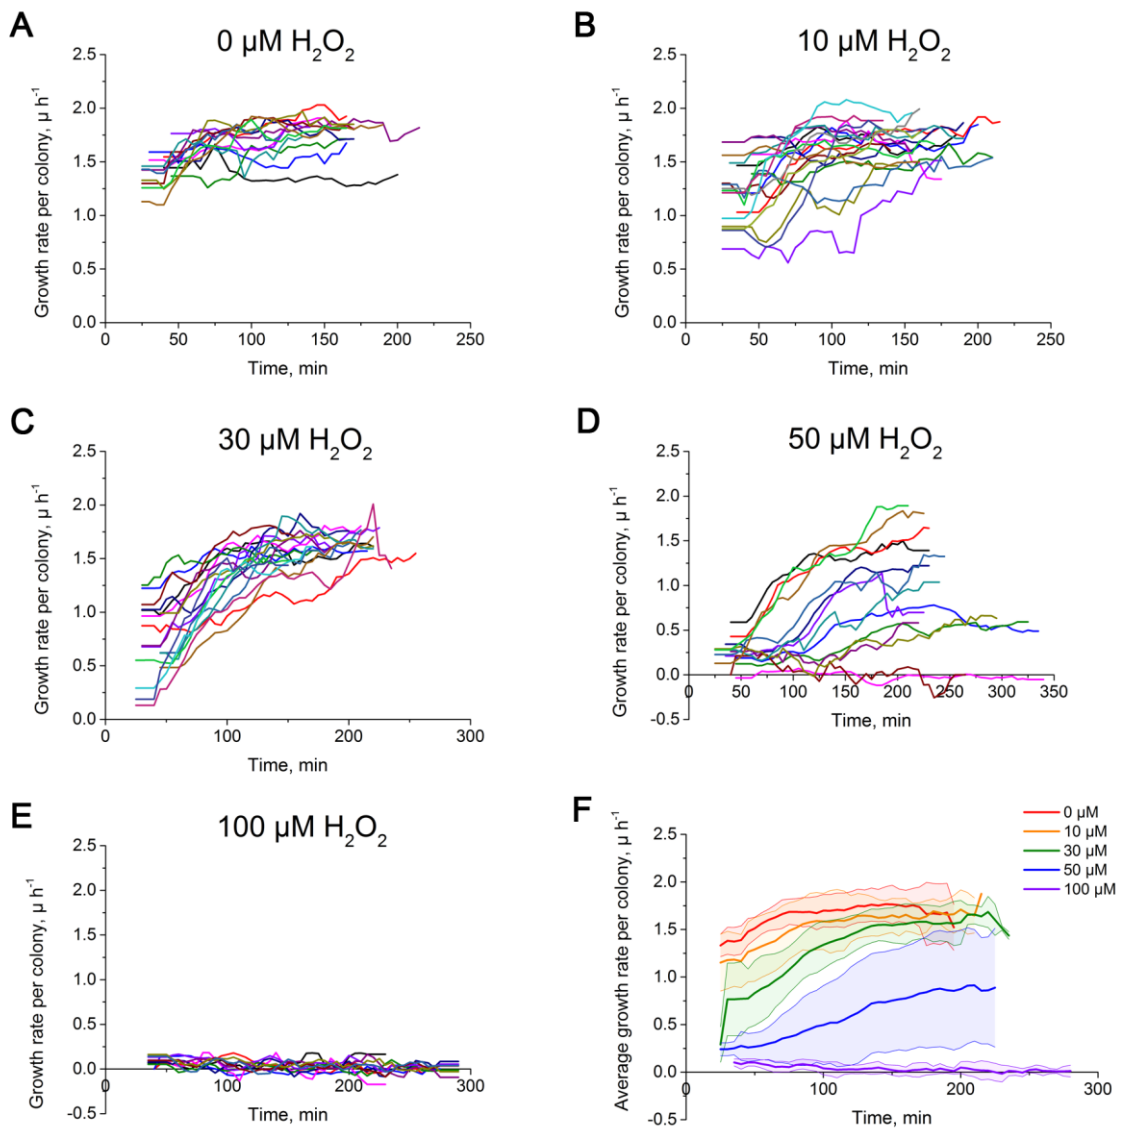 A
0 µM H₂O₂
Growth rate per colony, µ h⁻¹
2.5
2.0
1.5
1.0
0.5
0.0
0 50 100 150 200 250
Time, min
B
10 µM H₂O₂
Growth rate per colony, µ h⁻¹
2.5
2.0
1.5
1.0
0.5
0.0
0 50 100 150 200 250
Time, min
C
30 µM H₂O₂
Growth rate per colony, µ h⁻¹
2.5
2.0
1.5
1.0
0.5
0.0
0 100 200 300
Time, min
D
50 µM H₂O₂
Growth rate per colony, µ h⁻¹
2.5
2.0
1.5
1.0
0.5
0.0
-0.5
0 50 100 150 200 250 300 350
Time, min
E
100 µM H₂O₂
Growth rate per colony, µ h⁻¹
2.5
2.0
1.5
1.0
0.5
0.0
-0.5
0 100 200 300
Time, min
F
0 µM
10 µM
30 µM
50 µM
100 µM
Average growth rate per colony, µ h⁻¹
2.5
2.0
1.5
1.0
0.5
0.0
-0.5
0 100 200 300
Time, min